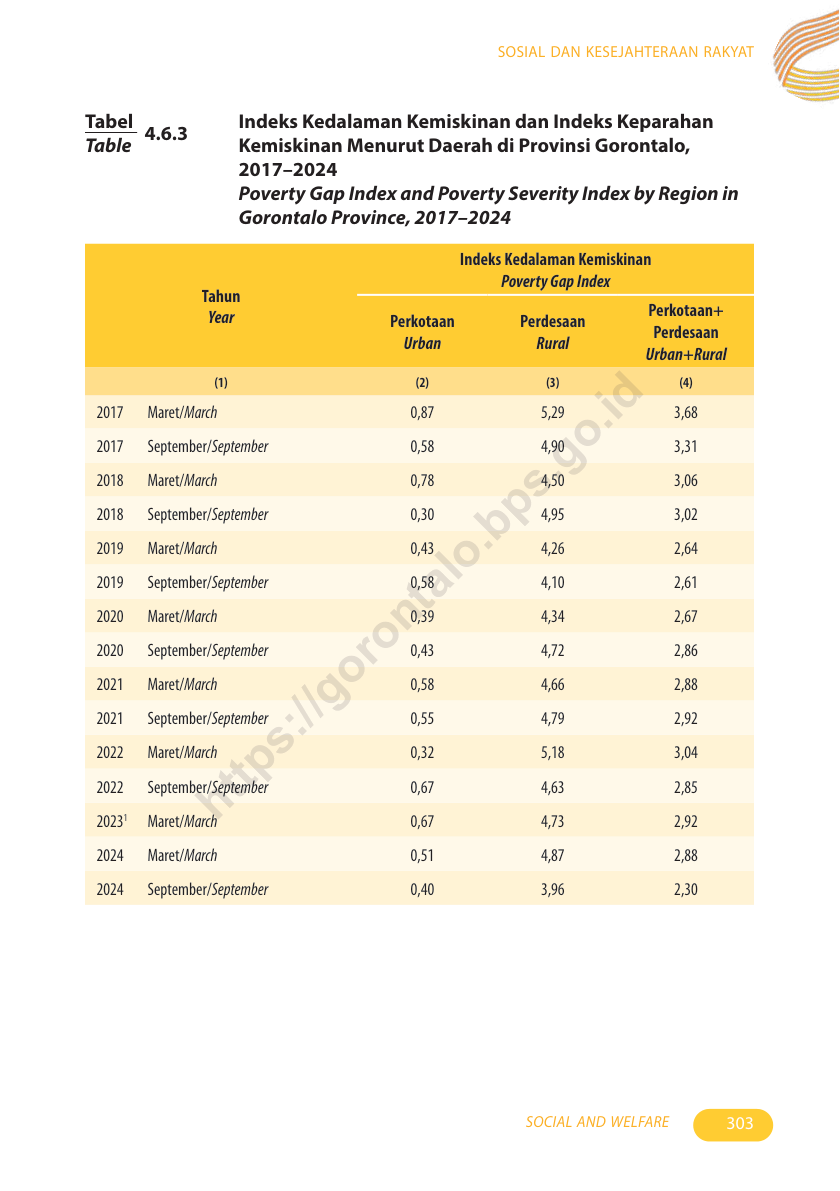 SOSIAL DAN KESEJAHTERAAN RAKYAT
Tabel
Table
4.6.3
Indeks Kedalaman Kemiskinan dan Indeks Keparahan
Kemiskinan Menurut Daerah di Provinsi Gorontalo,
2017–2024
Poverty Gap Index and Poverty Severity Index by Region in
Gorontalo Province, 2017–2024
Tahun
Year
Indeks Kedalaman Kemiskinan
Poverty Gap Index
Perkotaan
Urban
Perdesaan
Rural
Perkotaan+
Perdesaan
Urban+Rural
(1) (2) (3) (4)
2017 Maret/March 0,87 5,29 3,68
2017 September/September 0,58 4,90 3,31
2018 Maret/March 0,78 4,50 3,06
2018 September/September 0,30 4,95 3,02
2019 Maret/March 0,43 4,26 2,64
2019 September/September 0,58 4,10 2,61
2020 Maret/March 0,39 4,34 2,67
2020 September/September 0,43 4,72 2,86
2021 Maret/March 0,58 4,66 2,88
2021 September/September 0,55 4,79 2,92
2022 Maret/March 0,32 5,18 3,04
2022 September/September 0,67 4,63 2,85
2023¹ Maret/March 0,67 4,73 2,92
2024 Maret/March 0,51 4,87 2,88
2024 September/September 0,40 3,96 2,30
https://gorontalo.bps.go.id
SOCIAL AND WELFARE 303